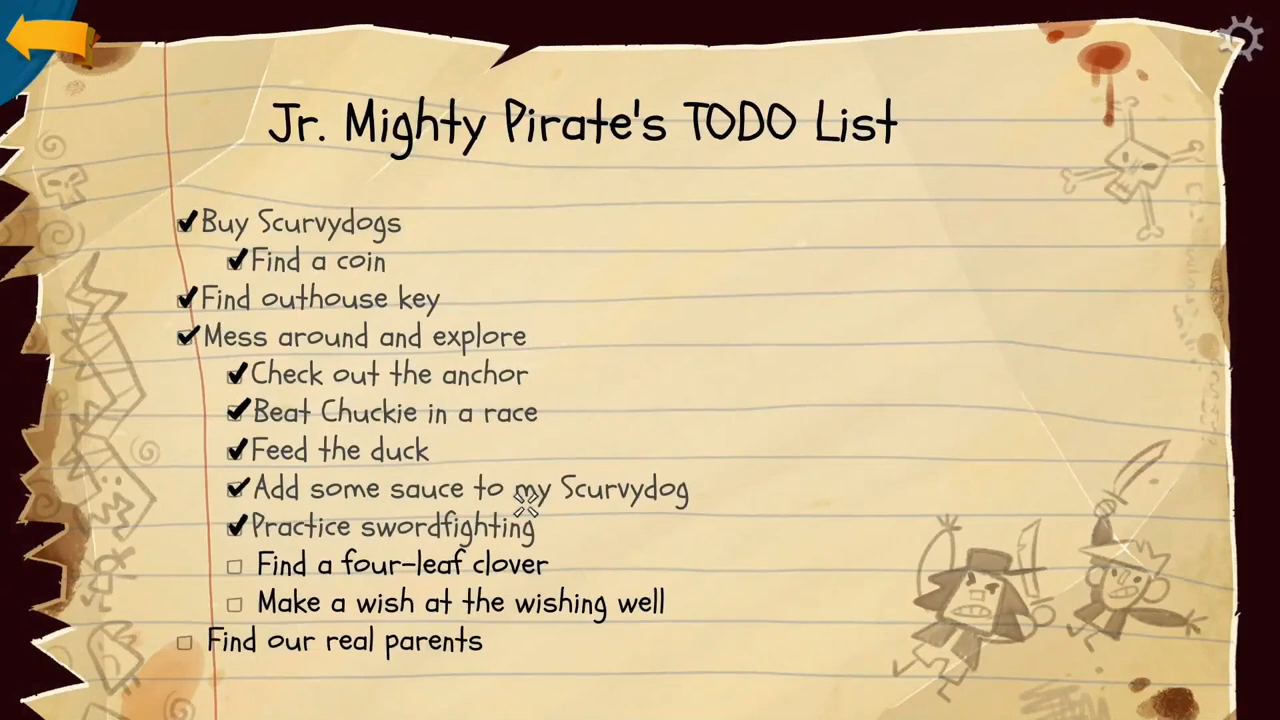 Jr. Mighty Pirate's TODO List
Buy Scurvydogs
Find a coin
Find outhouse key
Mess around and explore
Check out the anchor
Beat Chuckie in a race
Feed the duck
Add some sauce to my Scurvydog
Practice swordfighting
Find a four-leaf clover
Make a wish at the wishing well
Find our real parents